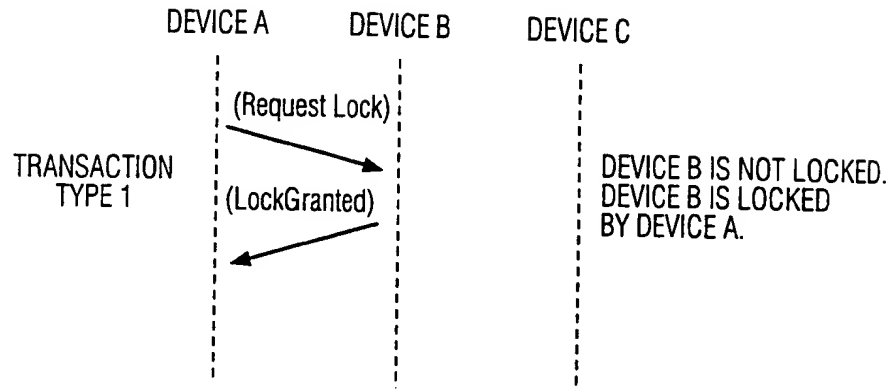 DEVICE A
DEVICE B
DEVICE C
(Request Lock)
TRANSACTION
TYPE 1
(LockGranted)
DEVICE B IS NOT LOCKED.
DEVICE B IS LOCKED
BY DEVICE A.